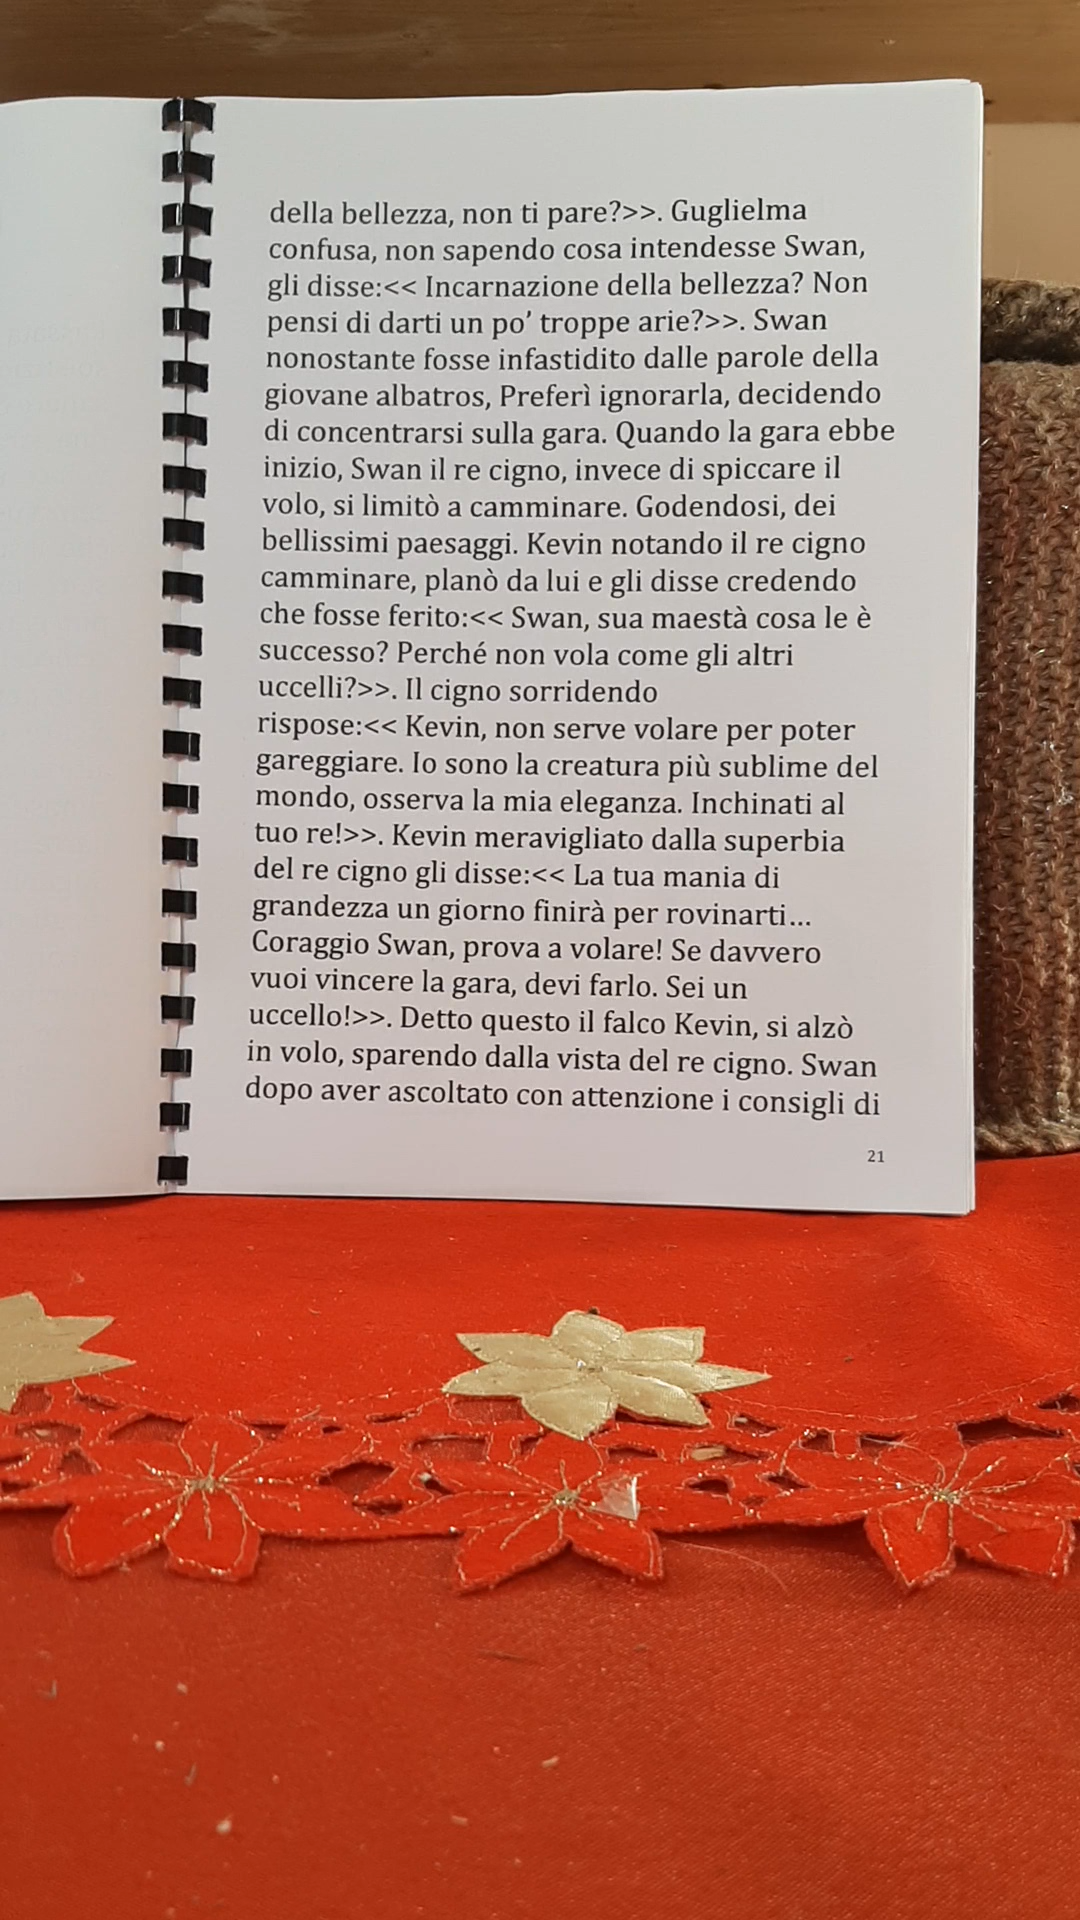 della bellezza, non ti pare?>>. Guglielma
confusa, non sapendo cosa intendesse Swan,
gli disse:<< Incarnazione della bellezza? Non
pensi di darti un po’ troppe arie?>>. Swan
nonostante fosse infastidito dalle parole della
giovane albatros, Preferì ignorarla, decidendo
di concentrarsi sulla gara. Quando la gara ebbe
inizio, Swan il re cigno, invece di spiccare il
volo, si limitò a camminare. Godendosi, dei
bellissimi paesaggi. Kevin notando il re cigno
camminare, planò da lui e gli disse credendo
che fosse ferito:<< Swan, sua maestà cosa le è
successo? Perché non vola come gli altri
uccelli?>>. Il cigno sorridendo
rispose:<< Kevin, non serve volare per poter
gareggiare. Io sono la creatura più sublime del
mondo, osserva la mia eleganza. Inchinati al
tuo re!>>. Kevin meravigliato dalla superbia
del re cigno gli disse:<< La tua mania di
grandezza un giorno finirà per rovinarti...
Coraggio Swan, prova a volare! Se davvero
vuoi vincere la gara, devi farlo. Sei un
uccello!>>. Detto questo il falco Kevin, si alzò
in volo, sparendo dalla vista del re cigno. Swan
dopo aver ascoltato con attenzione i consigli di
21